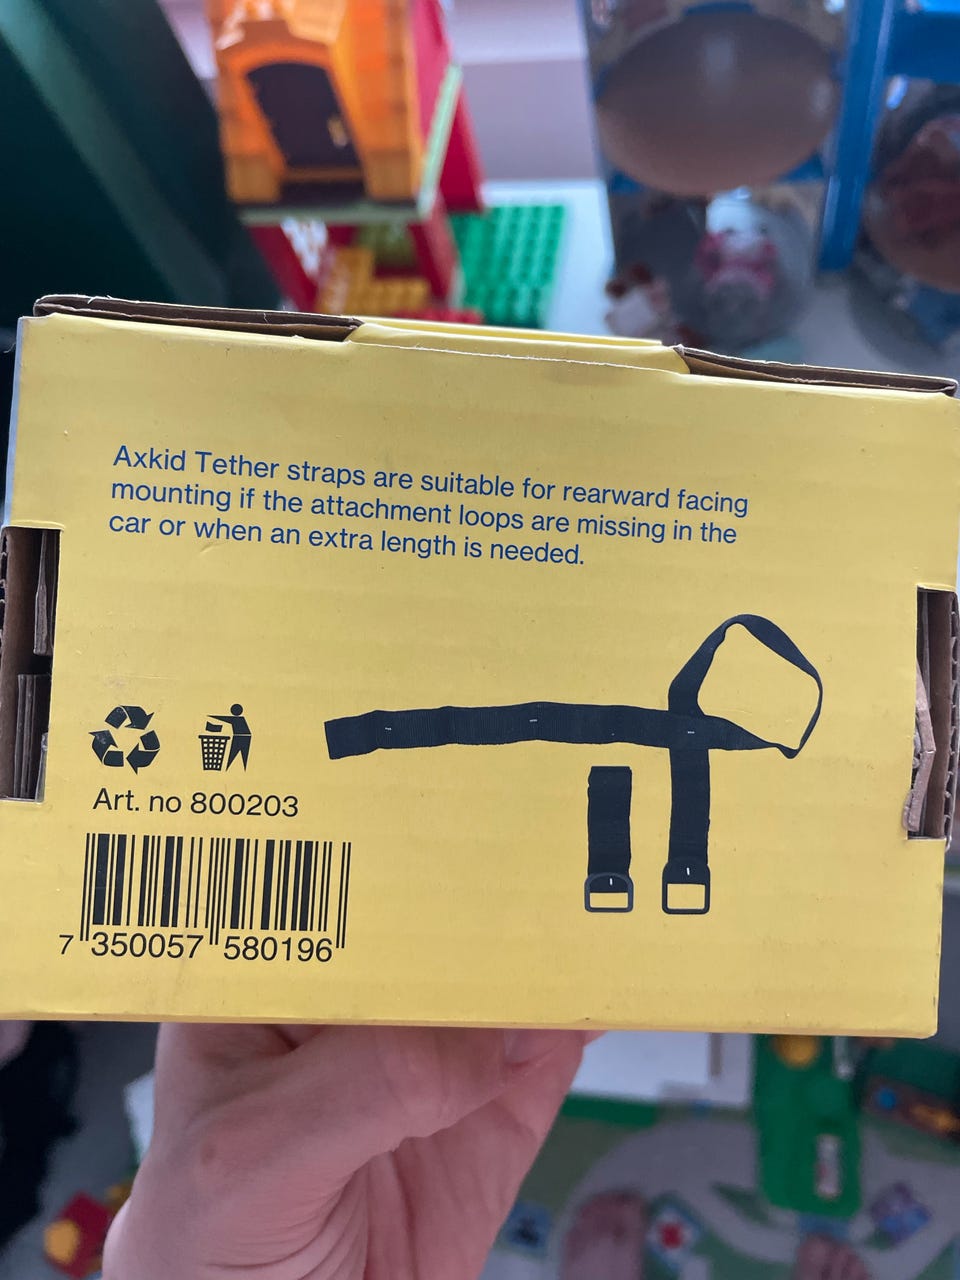 Axkid Tether straps are suitable for rearward facing
mounting if the attachment loops are missing in the
car or when an extra length is needed.
Art. no 800203
7 350057 580196